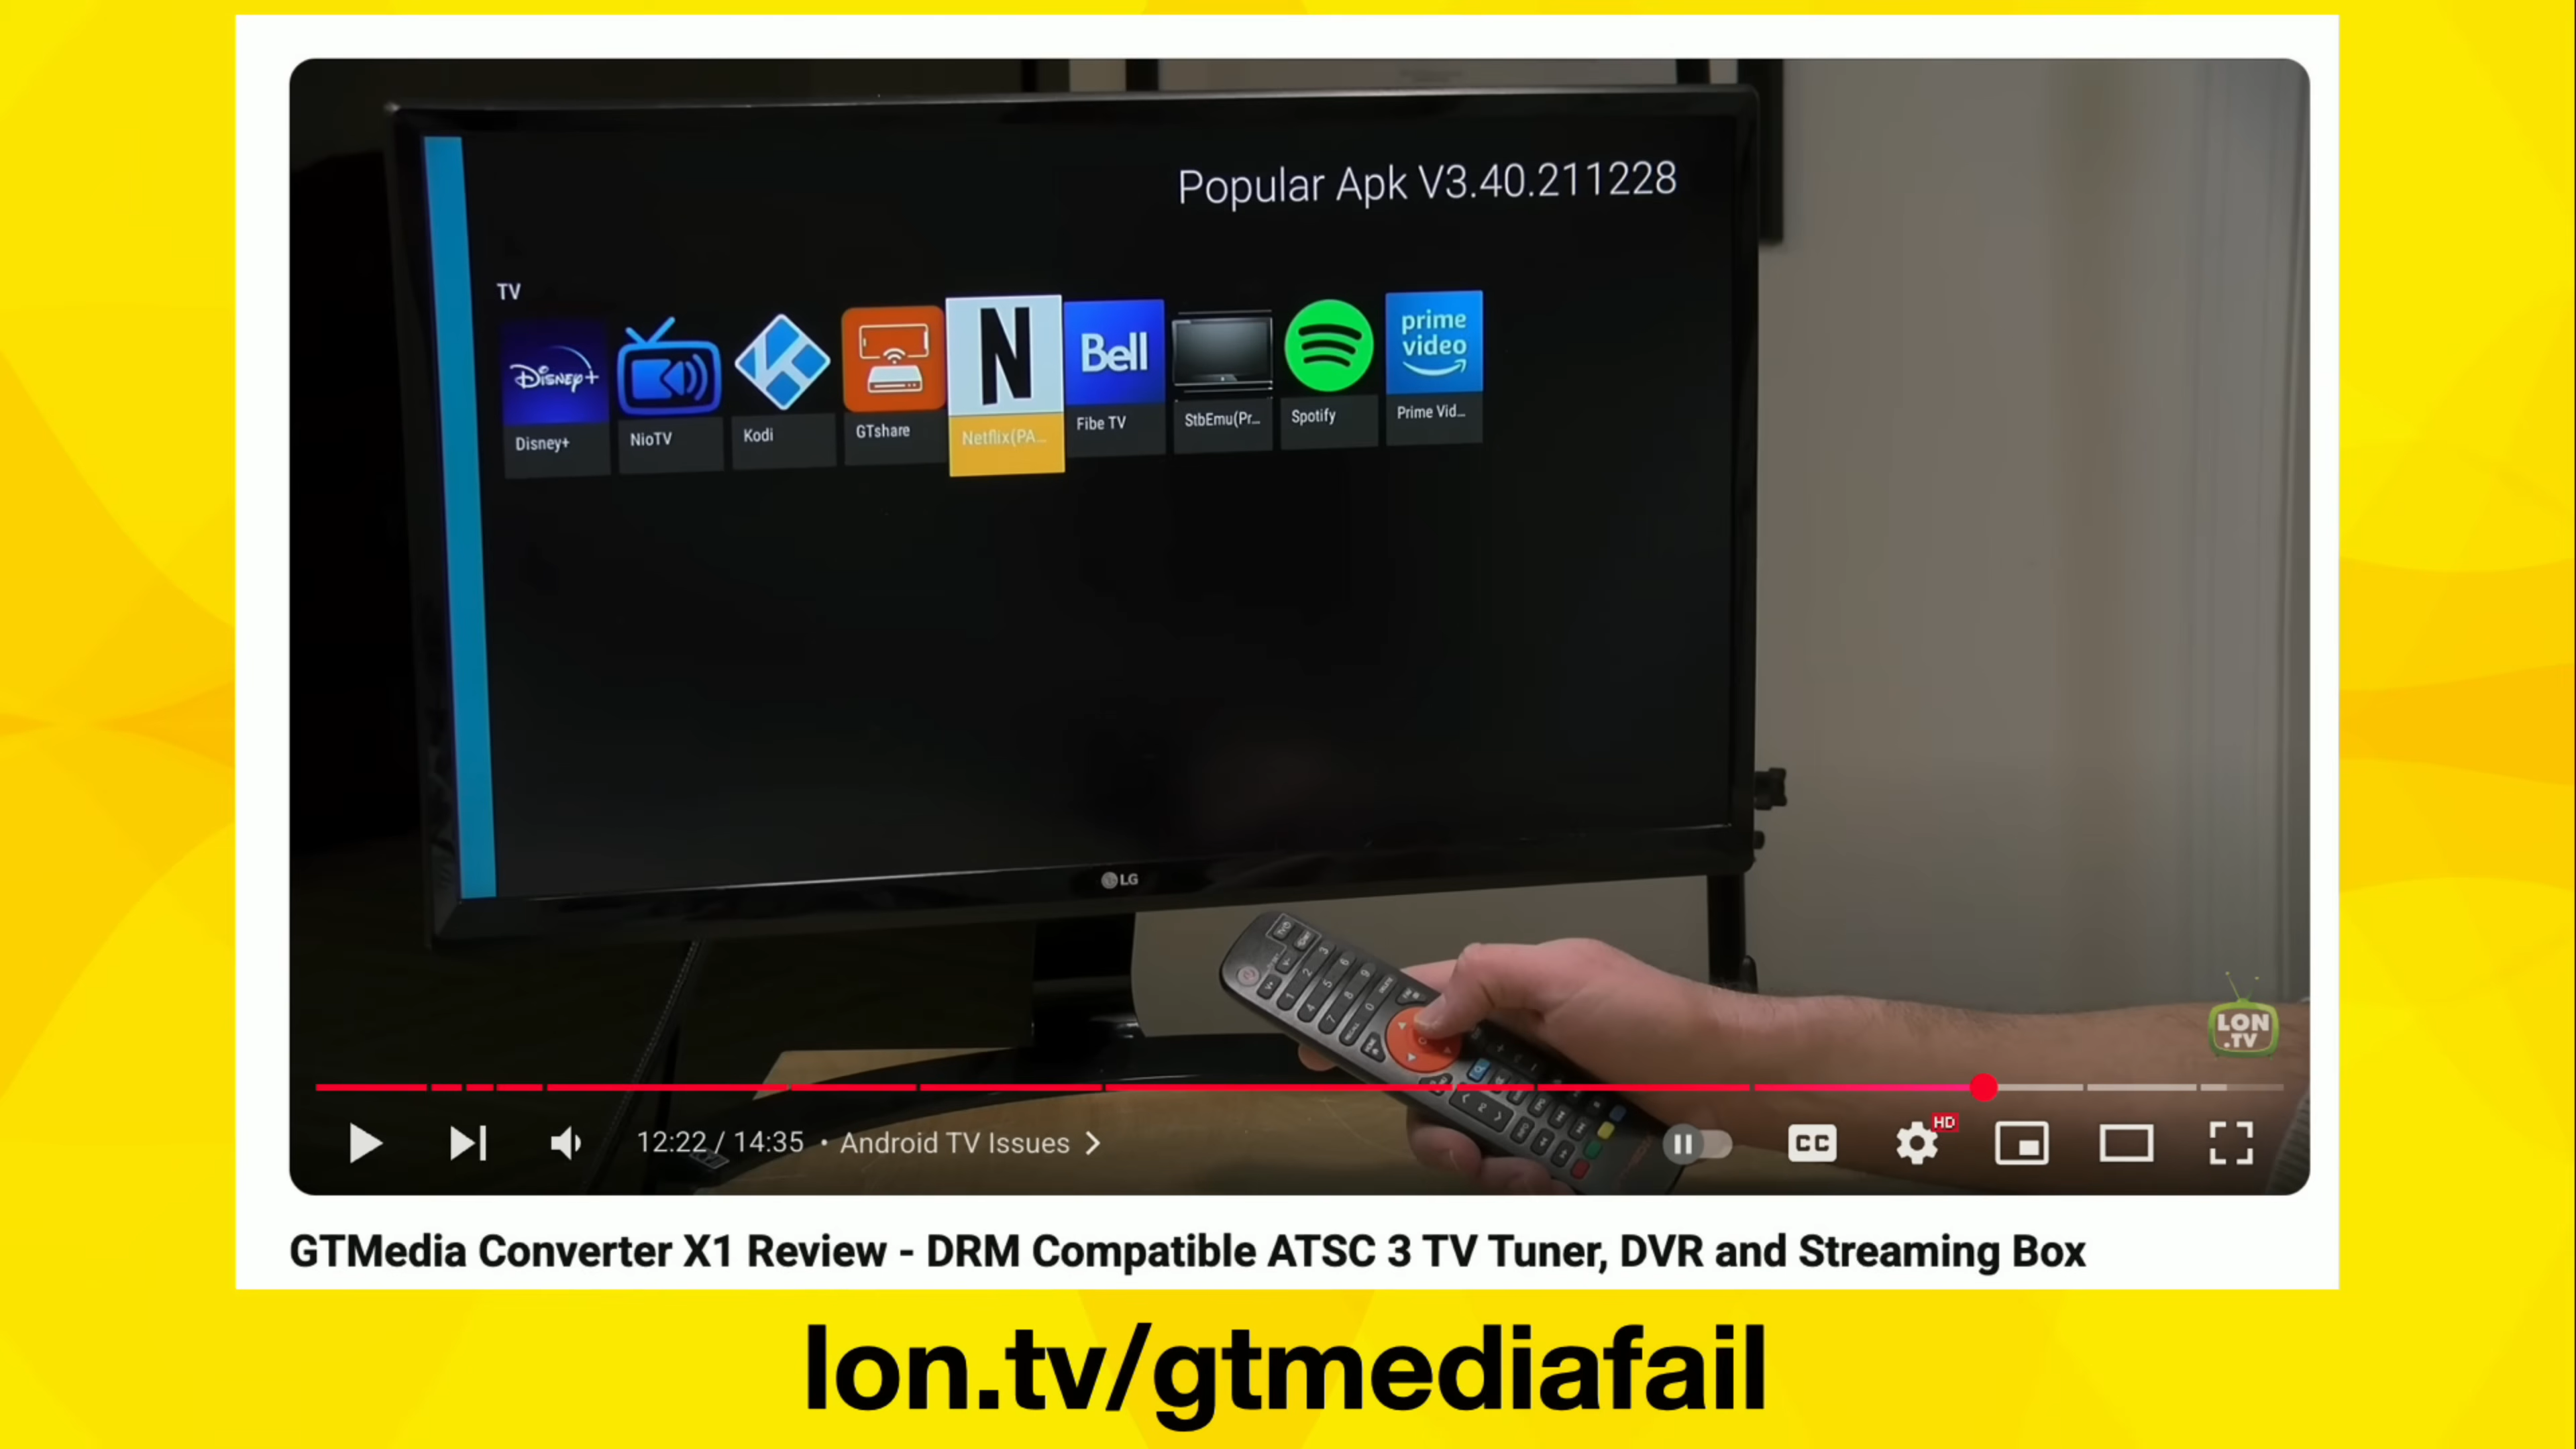 Popular Apk V3.40.211228
TV
Disney+
Bell
prime
video
Disney+
NioTV
Kodi
GTshare
Netflix(PA...
Fibe TV
StbEmu(Pr...
Spotify
Prime Vid...
LG
LON
.TV
HD
12:22 / 14:35 • Android TV Issues
CC
GTMedia Converter X1 Review - DRM Compatible ATSC 3 TV Tuner, DVR and Streaming Box
lon.tv/gtmediafail